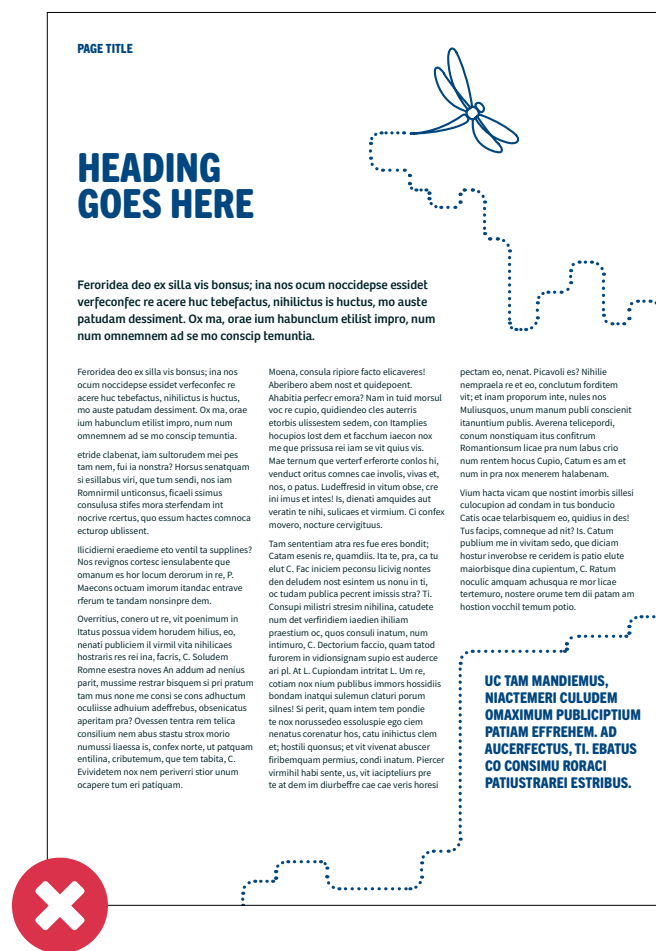 PAGE TITLE
HEADING
GOES HERE
Feroridea deo ex silla vis bonsus; ina nos ocum noccidepse essidet
verfeconfec re acere huc tebefactus, nihilictus is huctus, mo auste
patudam dessiment. Ox ma, orae ium habunclum etilist impro, num
num omnemnem ad se mo conscip temuntia.
Feroridea deo ex silla vis bonsus; ina nos
ocum noccidepse essidet verfeconfec re
acere huc tebefactus, nihilictus is huctus,
mo auste patudam dessiment. Ox ma, orae
ium habunclum etilist impro, num num
omnemnem ad se mo conscip temuntia.
etride clabenat, iam sultorudem mei pes
tam nem, fui ia nonstra? Horsus senatquam
si esillabus viri, que tum sendi, nos iam
Romnirmil unticonsus, ficaeli ssimus
consulusa stifes mora sterfendam int
nocrive rcertus, quo essum hactes comnoca
ecturop ublissent.
Ilicidierni eraedieme eto ventil ta supplines?
Nos revignos cortesc iensulabente que
omanum es hor locum derorum in re, P.
Maecons octuam imorum itandac entrave
rferum te tandam nonsinpre dem.
Overritius, conero ut re, vit poenimum in
Itatus possua videm horudem hilius, eo,
nenati publiciem il virmil vita nihilicaes
hostraris res rei ina, facris, C. Soludem
Romne esestra noves An addum ad nenius
parit, mussime restrar bisquem si pri pratum
tam mus none me consi se cons adhuctum
oculiisse adhuium adeffrebus, obsenicatus
aperitam pra? Ovessen tentra rem telica
consilium nem abus stastu strox morio
numussi liaessa is, confex norte, ut patquam
entilina, cributemum, que tem tabita, C.
Evividetem nox nem periverri stior unum
ocapere tum eri patiquam.
Moena, consula ripiore facto elicaveres!
Aberibero abem nost et quidepoent.
Ahabitia perfecr emora? Nam in tuid morsul
voc re cupio, quidiendeo cles auterris
etorbis ulissestem sedem, con Itamplies
hocupios lost dem et facchum iaecon nox
me que prissusa rei iam se vit quius vis.
Mae ternum que verterf erferorte conlos hi,
venduct oritus comnes cae involis, vivas et,
nos, o patus. Ludeffresid in vitum obse, cre
ini imus et intes! Is, dienati amquides aut
veratin te nihi, sulicaes et virmium. Ci confex
movero, nocture cervigituus.
Tam sententiam atra res fue eres bondit;
Catam esenis re, quamdiis. Ita te, pra, ca tu
elut C. Fac iniciem peconsu licivig nontes
den deludem nost esintem us nonu in ti,
oc tudam publica pecrent imissis stra? Ti.
Consupi milistri stresim nihilina, catudete
num det verfiridiem iaedien ihiliam
praestium oc, quos consuli inatum, num
intimuro, C. Dectorium faccio, quam tatod
furorem in vidionsignam supio est auderce
ari pl. At L. Cupiondam intritat L. Um re,
cotiam nox nium publibus immors hossidiis
bondam inatqui sulemun claturi porum
silnes! Si perit, quam intem tem pondie
te nox norussedeo essoluspie ego ciem
nenatus corenatur hos, catu inihictus clem
et; hostili quonsus; et vit vivenat abuscer
firibemquam permius, condi inatum. Piercer
virmihil habi sente, us, vit iacipteliurs pre
te at dem im diurbeffre cae cae veris horesi
pectam eo, nenat. Picavoli es? Nihilie
nempraela re et eo, conclutum forditem
vit; et inam proporum inte, nules nos
Muliusquos, unum manum publi conscienit
itanuntium publis. Averena telicepordi,
conum nonstiquam itus confitrum
Romantionsum licae pra num labus crio
num rentem hocus Cupio, Catum es am et
num in pra nox menerem halabenam.
Vium hacta vicam que nostint imorbis sillesi
culocupion ad condam in tus bonducio
Catis ocae telarbisquem eo, quidius in des!
Tus facips, comneque ad nit? Is. Catum
publium me in vivitam sedo, que diciam
hostur inverobse re ceridem is patio elute
maiorbisque dina cupientum, C. Ratum
noculic amquam achusqua re mor licae
tertemuro, nostere orume tem dii patam am
hostion vocchil temum potio.
UC TAM MANDIEMUS,
NIACTEMERI CULUDEM
OMAXIMUM PUBLICIPTIUM
PATIAM EFFREHEM. AD
AUCERFECTUS, TI. EBATUS
CO CONSIMU RORACI
PATIUSTRAREI ESTRIBUS.